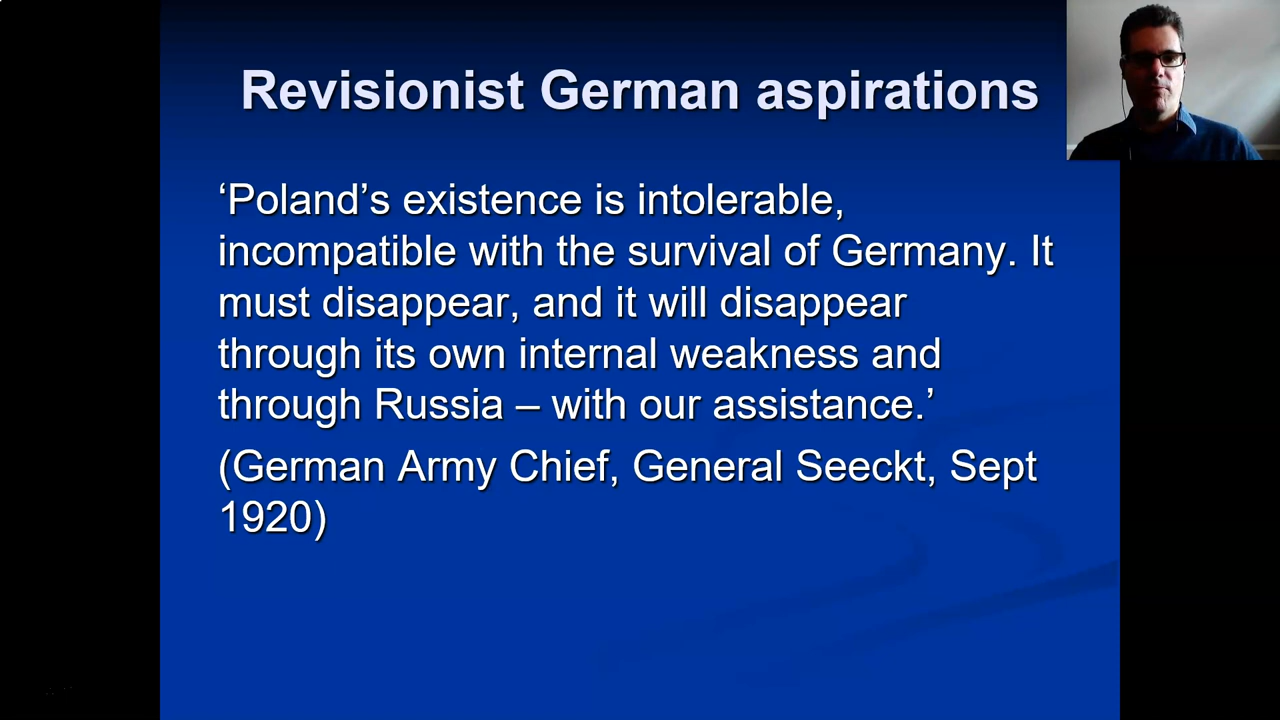 Revisionist German aspirations
‘Poland’s existence is intolerable,
incompatible with the survival of Germany. It
must disappear, and it will disappear
through its own internal weakness and
through Russia – with our assistance.’
(German Army Chief, General Seeckt, Sept
1920)